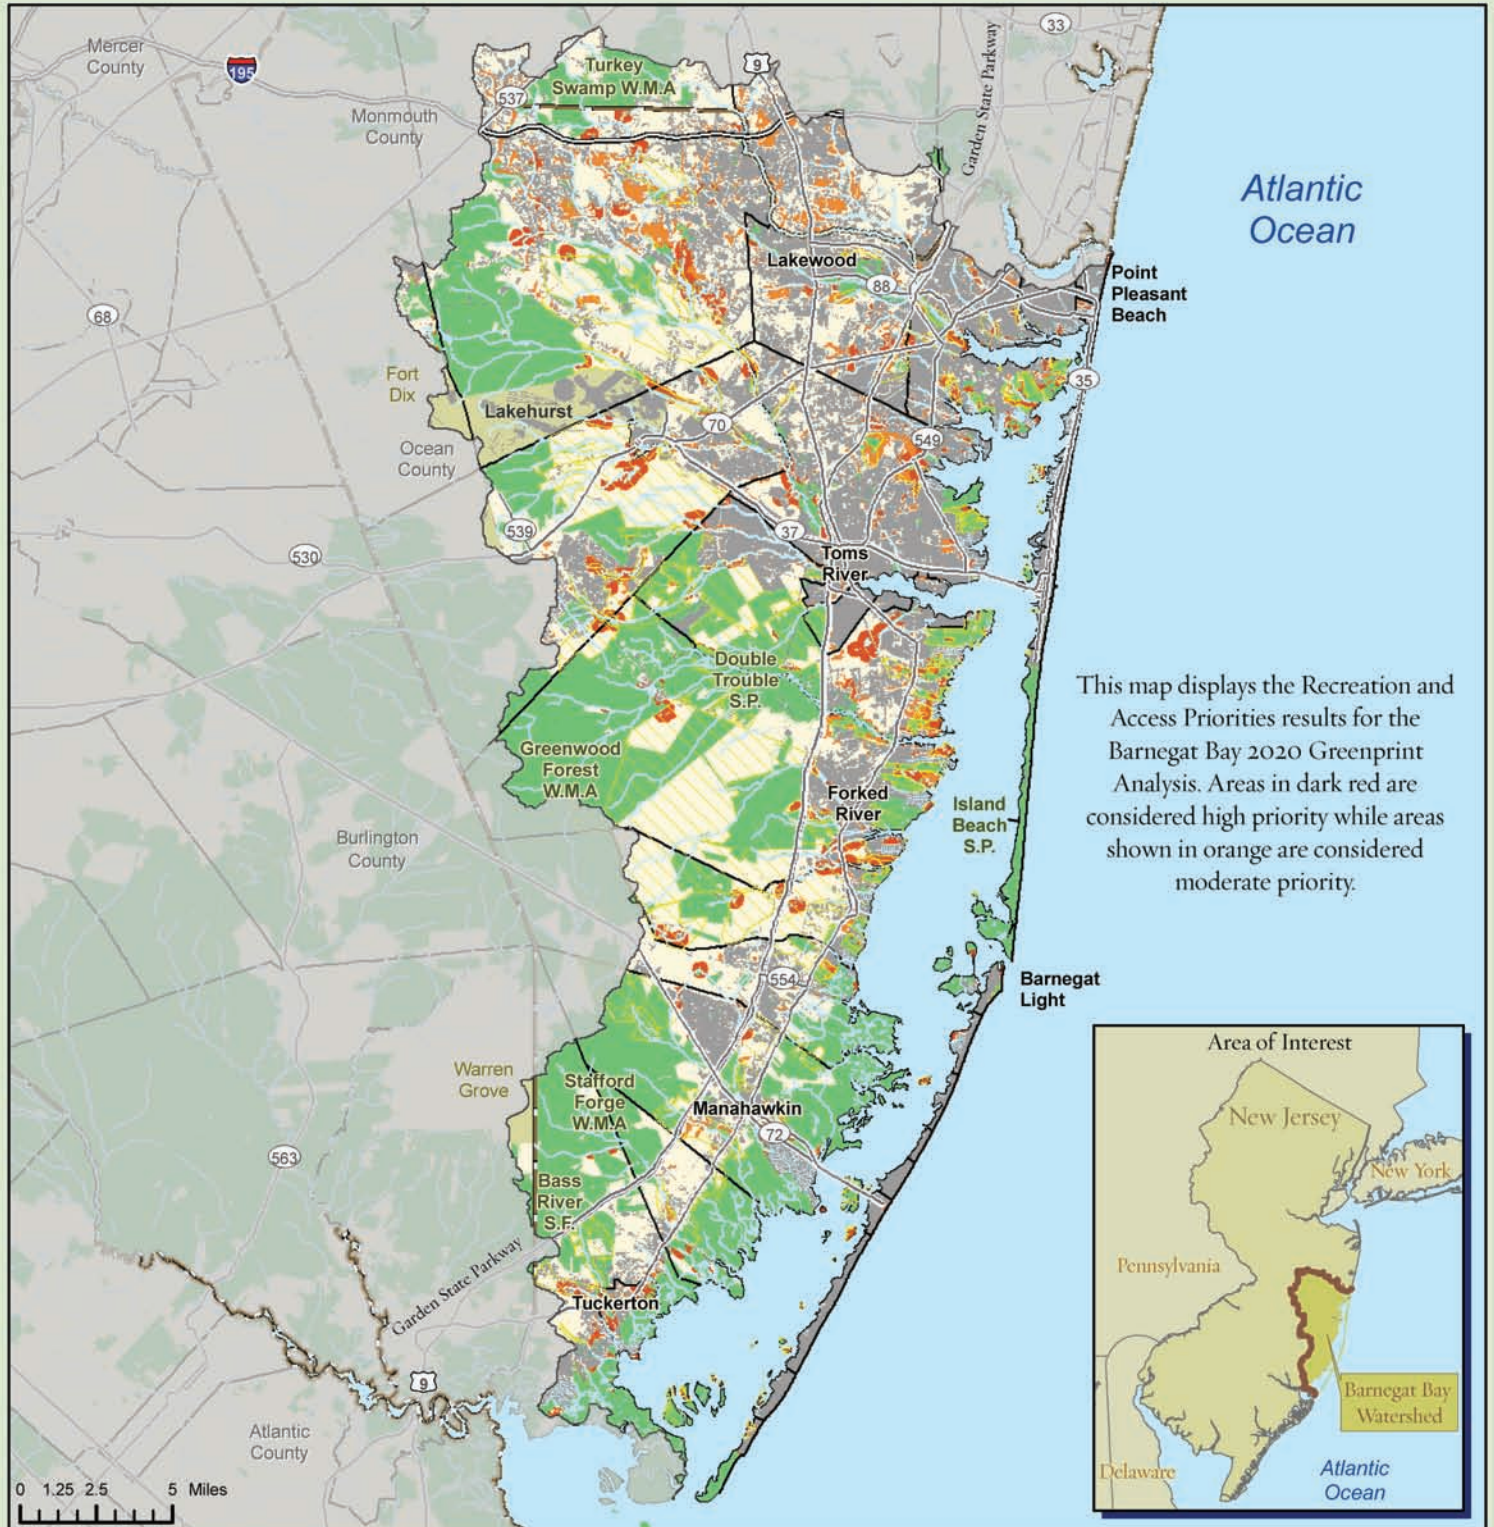 Mercer
County
195
Monmouth
County
537
Turkey
Swamp W.M.A
9
Garden State Parkway
33
Atlantic
Ocean
Lakewood
88
Point
Pleasant
Beach
68
Fort
Dix
Lakehurst
35
70
549
Ocean
County
539
530
37
Toms
River
Double
Trouble
S.P.
Greenwood
Forest
W.M.A
Forked
River
Island
Beach
S.P.
This map displays the Recreation and
Access Priorities results for the
Barnegat Bay 2020 Greenprint
Analysis. Areas in dark red are
considered high priority while areas
shown in orange are considered
moderate priority.
Burlington
County
554
Barnegat
Light
Warren
Grove
Stafford
Forge
W.M.A
Manahawkin
72
563
Bass
River
S.F.
Garden State Parkway
Tuckerton
9
Atlantic
County
0 1.25 2.5 5 Miles
Area of Interest
New Jersey
New York
Pennsylvania
Barnegat Bay
Watershed
Delaware
Atlantic
Ocean